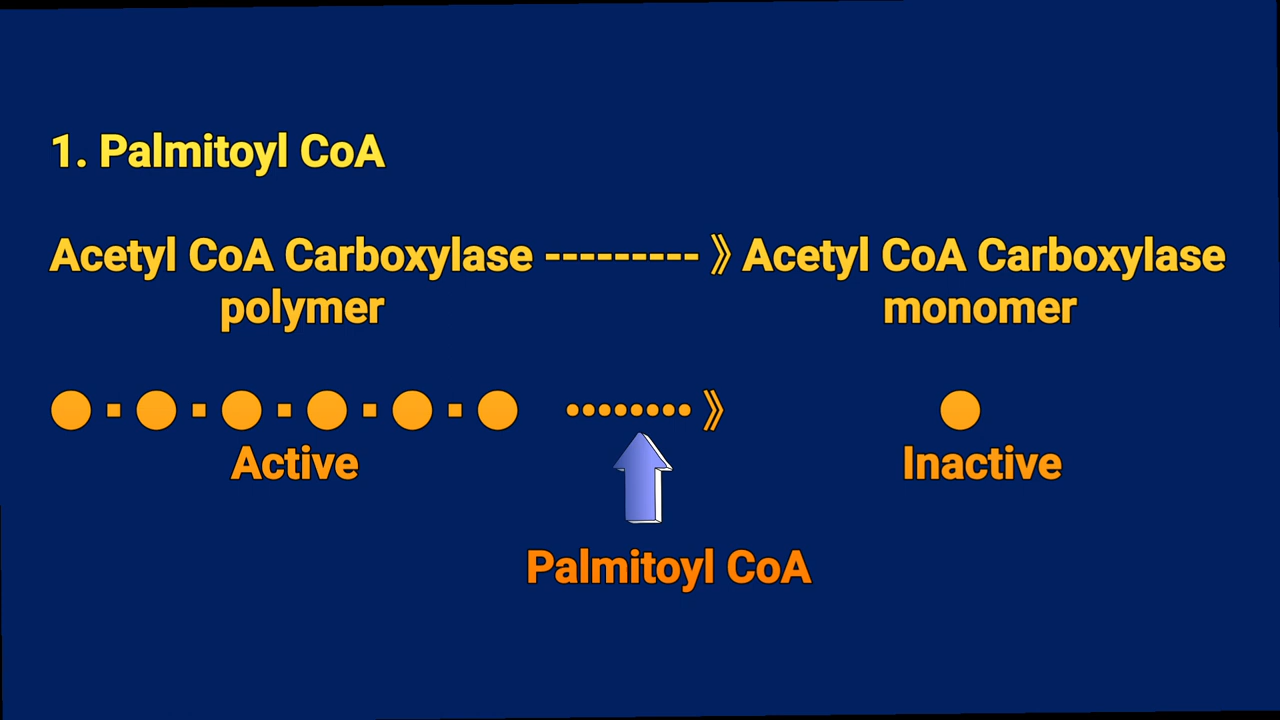 1. Palmitoyl CoA
Acetyl CoA Carboxylase --------- 》Acetyl CoA Carboxylase
polymer monomer
Active Inactive
Palmitoyl CoA